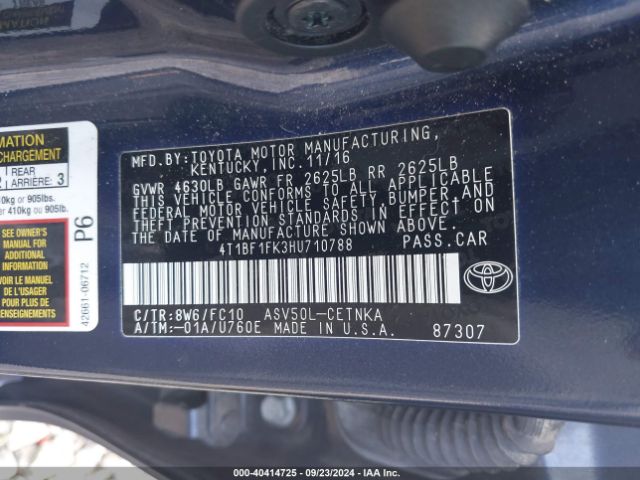 MATION
CHARGEMENT
REAR
ARRIÈRE: 3
0kg or 905lbs.
r 410kg ou 905lb.
SEE OWNER'S
MANUAL FOR
ADDITIONAL
INFORMATION
VOIR LE MANUEL
DE L'USAGER
POUR PLUS DE
RENSEIGNEMENTS
P6
42661-06712
MFD.BY:TOYOTA MOTOR MANUFACTURING,
KENTUCKY, INC.11/16
GVWR 4630LB GAWR FR 2625LB RR 2625LB
THIS VEHICLE CONFORMS TO ALL APPLICABLE
FEDERAL MOTOR VEHICLE SAFETY,BUMPER,AND
THEFT PREVENTION STANDARDS IN EFFECT ON
THE DATE OF MANUFACTURE SHOWN ABOVE.
4T1BF1FK3HU710788 PASS.CAR
C/TR:8W6/FC10 ASV50L-CETNKA
A/TM:-01A/U760E MADE IN U.S.A.
87307
000-40414725 - 09/23/2024 - IAA Inc.